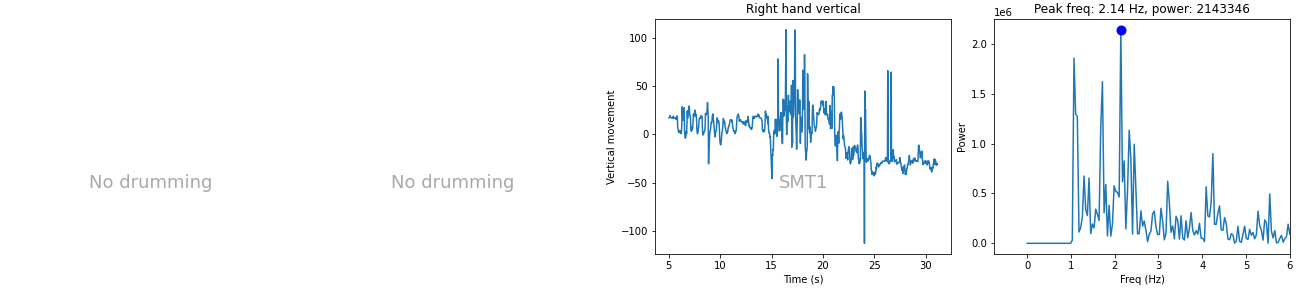 No drumming
No drumming
Right hand vertical
Vertical movement
100
50
0
−50
−100
SMT1
5
10
15
20
25
30
Time (s)
Peak freq: 2.14 Hz, power: 2143346
1e6
Power
2.0
1.5
1.0
0.5
0.0
0
1
2
3
4
5
6
Freq (Hz)